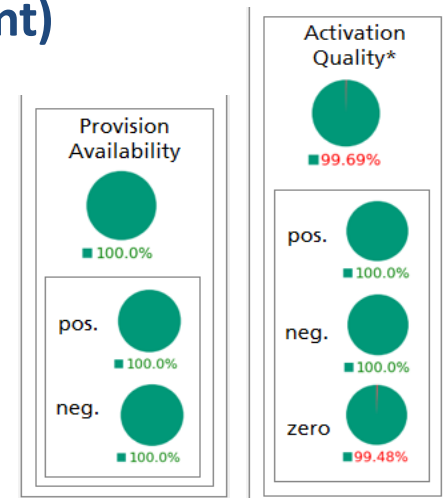 nt)
Provision
Availability
100.0%
pos.
100.0%
neg.
100.0%
Activation
Quality*
99.69%
pos.
100.0%
neg.
100.0%
zero
99.48%